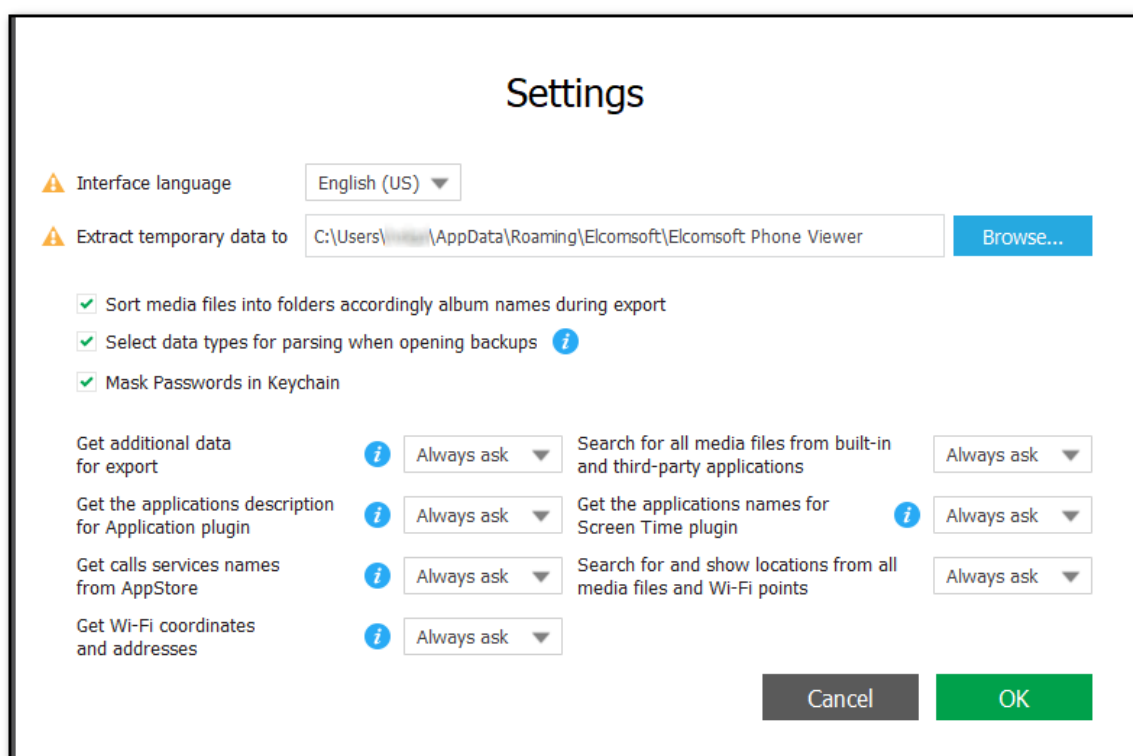 Settings
Interface language
English (US)
Extract temporary data to
C:\Users\ \AppData\Roaming\Elcomsoft\Elcomsoft Phone Viewer
Browse...
Sort media files into folders accordingly album names during export
Select data types for parsing when opening backups
Mask Passwords in Keychain
Get additional data
for export
Always ask
Search for all media files from built-in
and third-party applications
Always ask
Get the applications description
for Application plugin
Always ask
Get the applications names for
Screen Time plugin
Always ask
Get calls services names
from AppStore
Always ask
Search for and show locations from all
media files and Wi-Fi points
Always ask
Get Wi-Fi coordinates
and addresses
Always ask
Cancel
OK